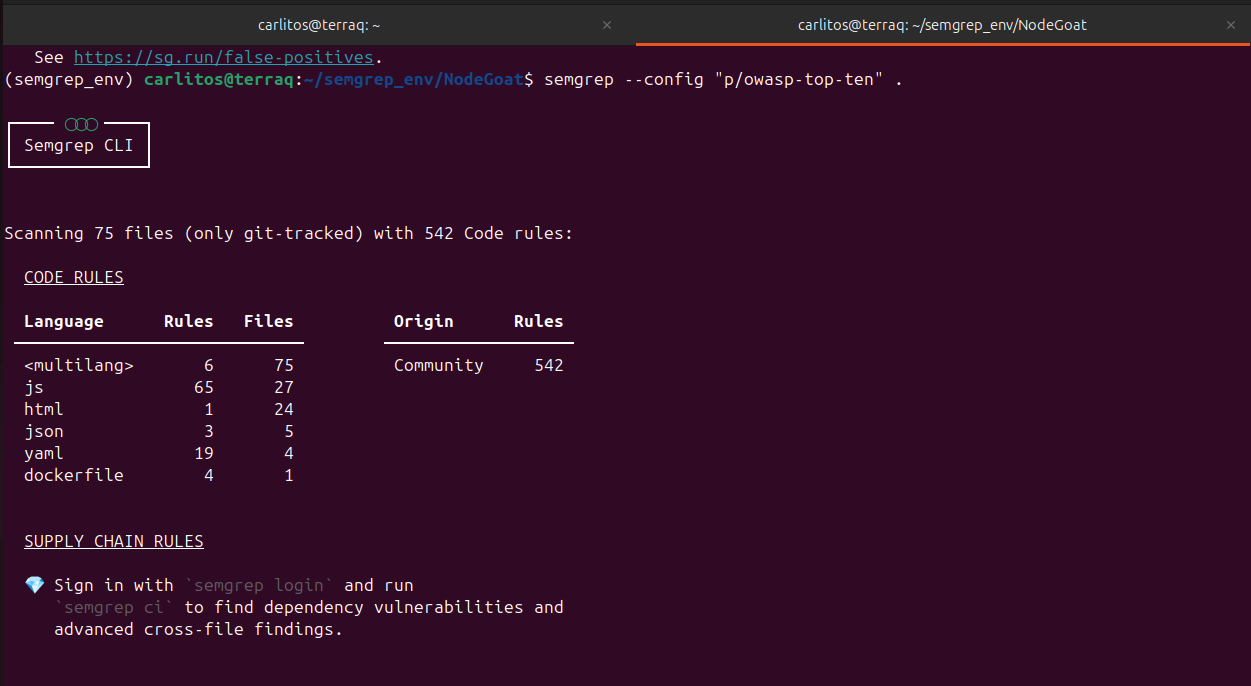 carlitos@terraq: ~ × carlitos@terraq: ~/semgrep_env/NodeGoat ×
See https://sg.run/false-positives.
(semgrep_env) carlitos@terraq:~/semgrep_env/NodeGoat$ semgrep --config "p/owasp-top-ten" .
Semgrep CLI
Scanning 75 files (only git-tracked) with 542 Code rules:
CODE RULES
Language Rules Files Origin Rules
<multilang> 6 75 Community 542
js 65 27
html 1 24
json 3 5
yaml 19 4
dockerfile 4 1
SUPPLY CHAIN RULES
💎 Sign in with `semgrep login` and run
`semgrep ci` to find dependency vulnerabilities and
advanced cross-file findings.